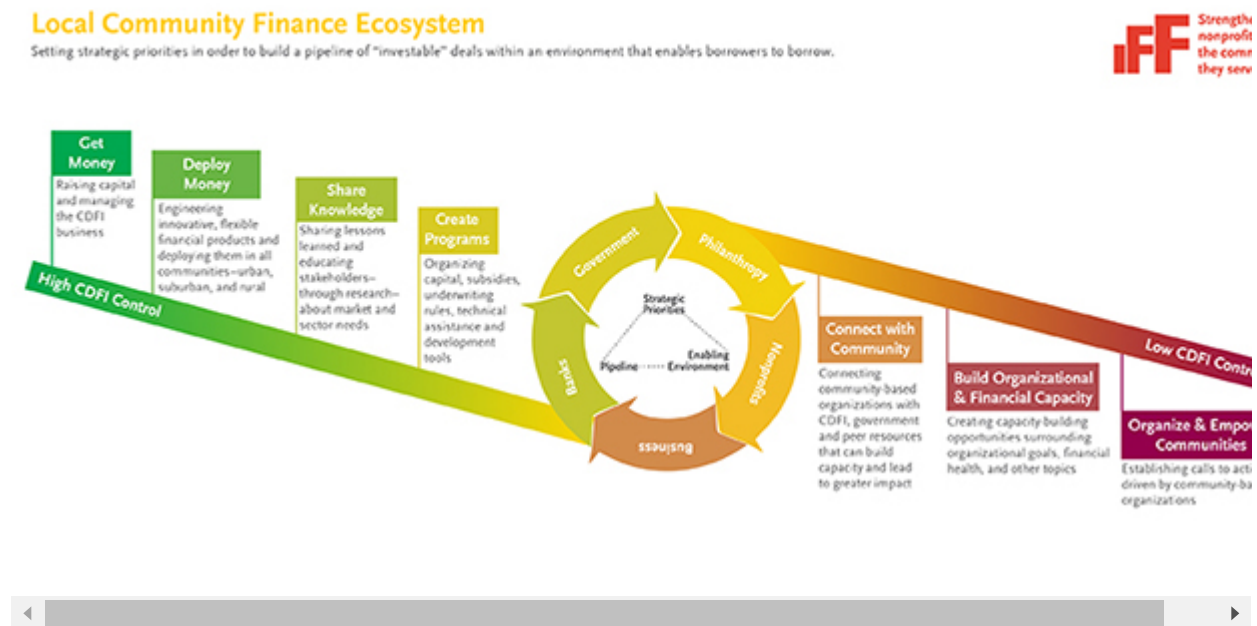 Local Community Finance Ecosystem
Setting strategic priorities in order to build a pipeline of "investable" deals within an environment that enables borrowers to borrow.
iFF
Strengthe
nonprofit
the comm
they serve
Get
Money
Raising capital
and managing
the CDFI
business
Deploy
Money
Engineering
innovative, flexible
financial products and
deploying them in all
communities–urban,
suburban, and rural
Share
Knowledge
Sharing lessons
learned and
educating
stakeholders–
through research–
about market and
sector needs
Create
Programs
Organizing
capital, subsidies,
underwriting
rules, technical
assistance and
development
tools
High CDFI Control
Government
Philanthropy
Nonprofits
Business
Banks
Strategic
Priorities
Pipeline
Enabling
Environment
Low CDFI Contro
Connect with
Community
Connecting
community-based
organizations with
CDFI, government
and peer resources
that can build
capacity and lead
to greater impact
Build Organizational
& Financial Capacity
Creating capacity-building
opportunities surrounding
organizational goals, financial
health, and other topics
Organize & Empow
Communities
Establishing calls to acti
driven by community-ba
organizations